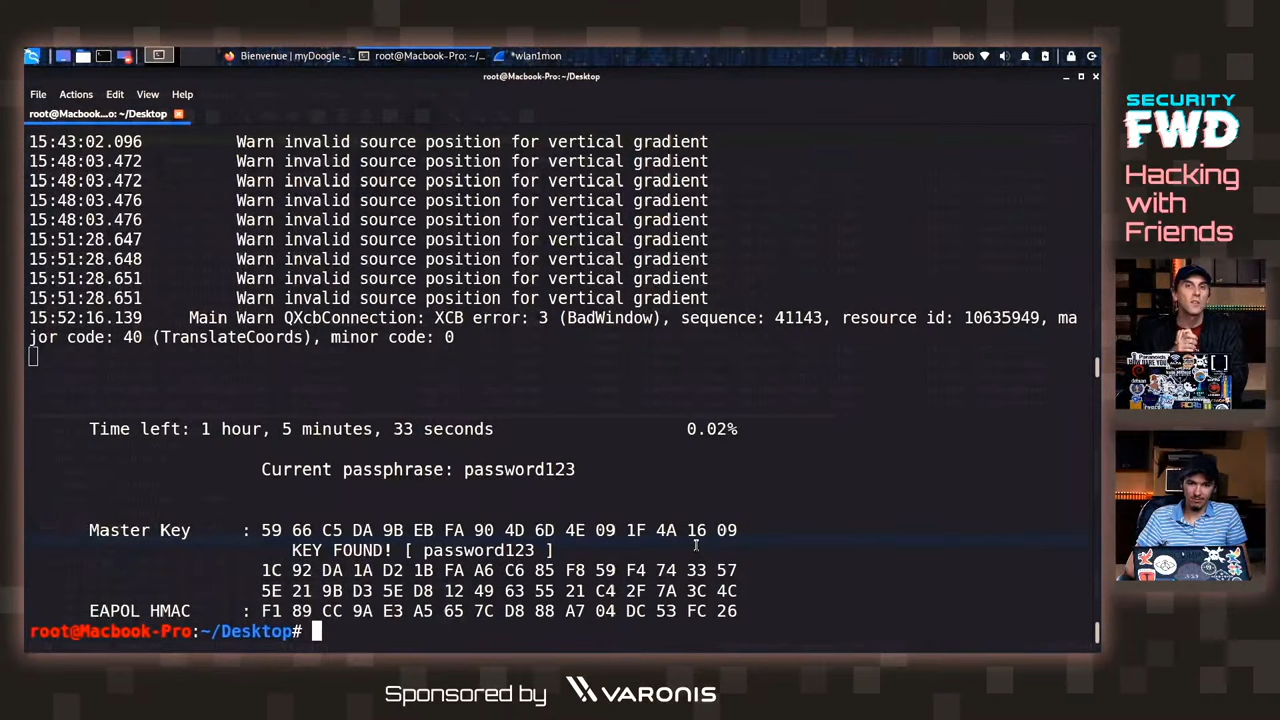 Bienvenue | myDoogle -...
root@Macbook-Pro: ~/...
*wlan1mon
boob
root@Macbook-Pro: ~/Desktop
File Actions Edit View Help
root@Macbook...o: ~/Desktop
15:43:02.096 Warn invalid source position for vertical gradient
15:48:03.472 Warn invalid source position for vertical gradient
15:48:03.472 Warn invalid source position for vertical gradient
15:48:03.476 Warn invalid source position for vertical gradient
15:48:03.476 Warn invalid source position for vertical gradient
15:51:28.647 Warn invalid source position for vertical gradient
15:51:28.648 Warn invalid source position for vertical gradient
15:51:28.651 Warn invalid source position for vertical gradient
15:51:28.651 Warn invalid source position for vertical gradient
15:52:16.139 Main Warn QXcbConnection: XCB error: 3 (BadWindow), sequence: 41143, resource id: 10635949, ma
jor code: 40 (TranslateCoords), minor code: 0
Time left: 1 hour, 5 minutes, 33 seconds 0.02%
Current passphrase: password123
Master Key : 59 66 C5 DA 9B EB FA 90 4D 6D 4E 09 1F 4A 16 09
KEY FOUND! [ password123 ]
1C 92 DA 1A D2 1B FA A6 C6 85 F8 59 F4 74 33 57
5E 21 9B D3 5E D8 12 49 63 55 21 C4 2F 7A 3C 4C
EAPOL HMAC : F1 89 CC 9A E3 A5 65 7C D8 88 A7 04 DC 53 FC 26
root@Macbook-Pro:~/Desktop#
SECURITY
FWD
Hacking
with
Friends
Sponsored by VARONIS